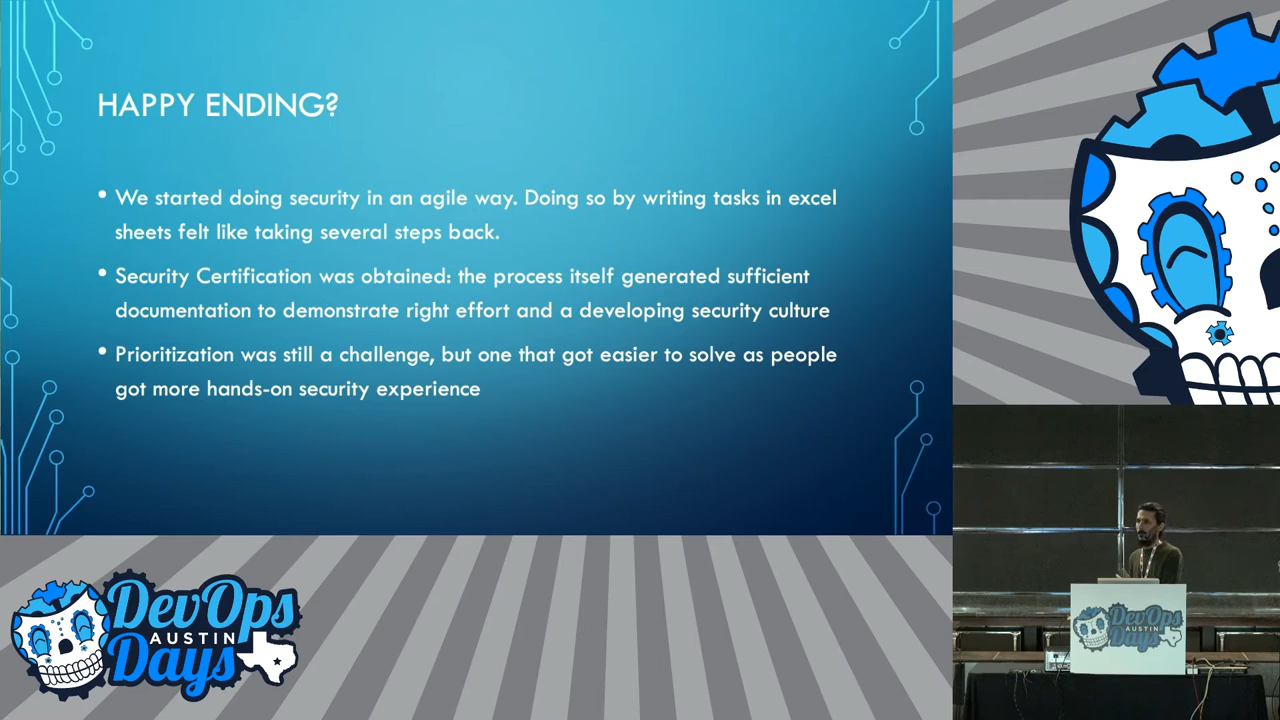 HAPPY ENDING?
• We started doing security in an agile way. Doing so by writing tasks in excel
sheets felt like taking several steps back.
• Security Certification was obtained: the process itself generated sufficient
documentation to demonstrate right effort and a developing security culture
• Prioritization was still a challenge, but one that got easier to solve as people
got more hands-on security experience
DevOps
AUSTIN
Days
DevOps
AUSTIN
Days